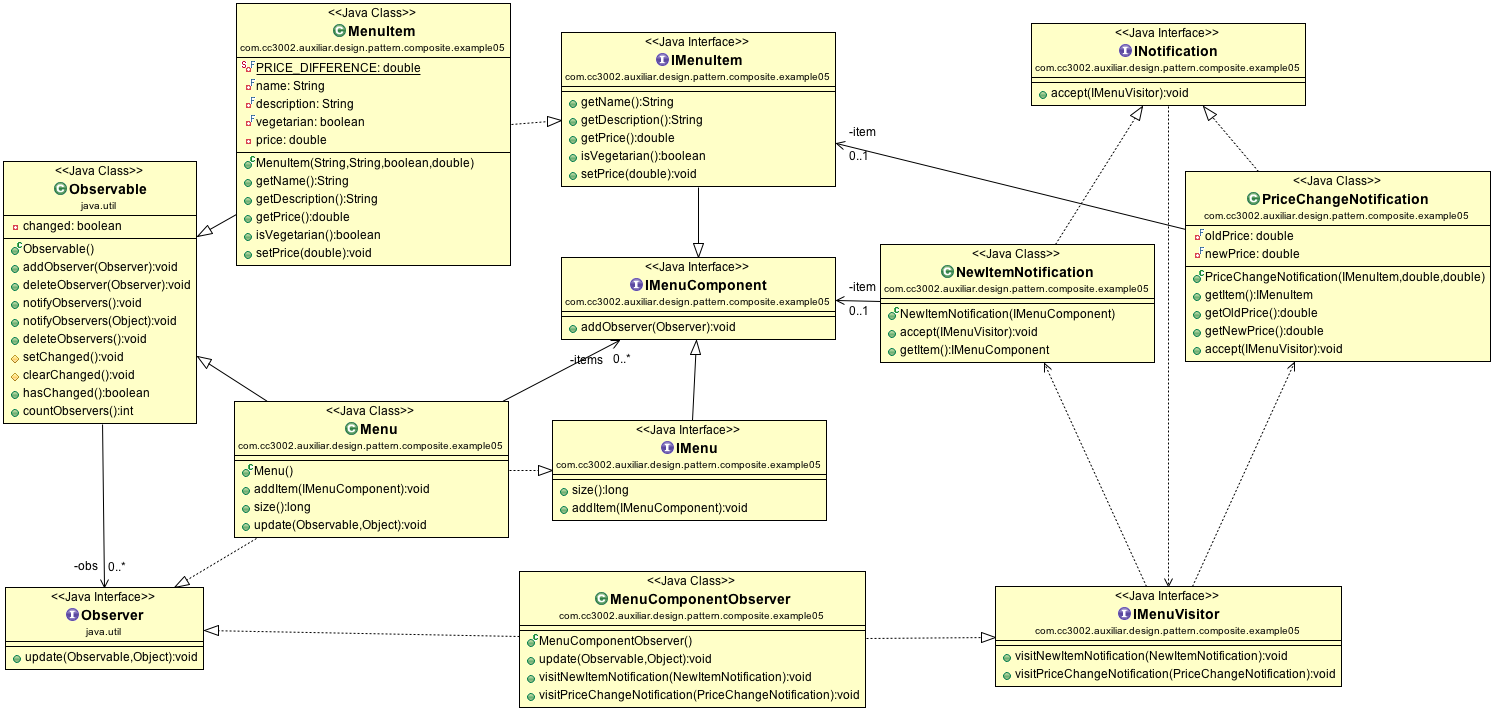 <<Java Class>>
MenuItem
com.cc3002.auxiliar.design.pattern.composite.example05
PRICE_DIFFERENCE: double
name: String
description: String
vegetarian: boolean
price: double
MenuItem(String,String,boolean,double)
getName():String
getDescription():String
getPrice():double
isVegetarian():boolean
setPrice(double):void
<<Java Interface>>
IMenuItem
com.cc3002.auxiliar.design.pattern.composite.example05
getName():String
getDescription():String
getPrice():double
isVegetarian():boolean
setPrice(double):void
<<Java Interface>>
INotification
com.cc3002.auxiliar.design.pattern.composite.example05
accept(IMenuVisitor):void
-item
0..1
<<Java Class>>
Observable
java.util
changed: boolean
Observable()
addObserver(Observer):void
deleteObserver(Observer):void
notifyObservers():void
notifyObservers(Object):void
deleteObservers():void
setChanged():void
clearChanged():void
hasChanged():boolean
countObservers():int
<<Java Class>>
PriceChangeNotification
com.cc3002.auxiliar.design.pattern.composite.example05
oldPrice: double
newPrice: double
PriceChangeNotification(IMenuItem,double,double)
getItem():IMenuItem
getOldPrice():double
getNewPrice():double
accept(IMenuVisitor):void
<<Java Interface>>
IMenuComponent
com.cc3002.auxiliar.design.pattern.composite.example05
addObserver(Observer):void
-item
0..1
<<Java Class>>
NewItemNotification
com.cc3002.auxiliar.design.pattern.composite.example05
NewItemNotification(IMenuComponent)
accept(IMenuVisitor):void
getItem():IMenuComponent
-items 0..*
<<Java Class>>
Menu
com.cc3002.auxiliar.design.pattern.composite.example05
Menu()
addItem(IMenuComponent):void
size():long
update(Observable,Object):void
<<Java Interface>>
IMenu
com.cc3002.auxiliar.design.pattern.composite.example05
size():long
addItem(IMenuComponent):void
-obs 0..*
<<Java Interface>>
Observer
java.util
update(Observable,Object):void
<<Java Class>>
MenuComponentObserver
com.cc3002.auxiliar.design.pattern.composite.example05
MenuComponentObserver()
update(Observable,Object):void
visitNewItemNotification(NewItemNotification):void
visitPriceChangeNotification(PriceChangeNotification):void
<<Java Interface>>
IMenuVisitor
com.cc3002.auxiliar.design.pattern.composite.example05
visitNewItemNotification(NewItemNotification):void
visitPriceChangeNotification(PriceChangeNotification):void